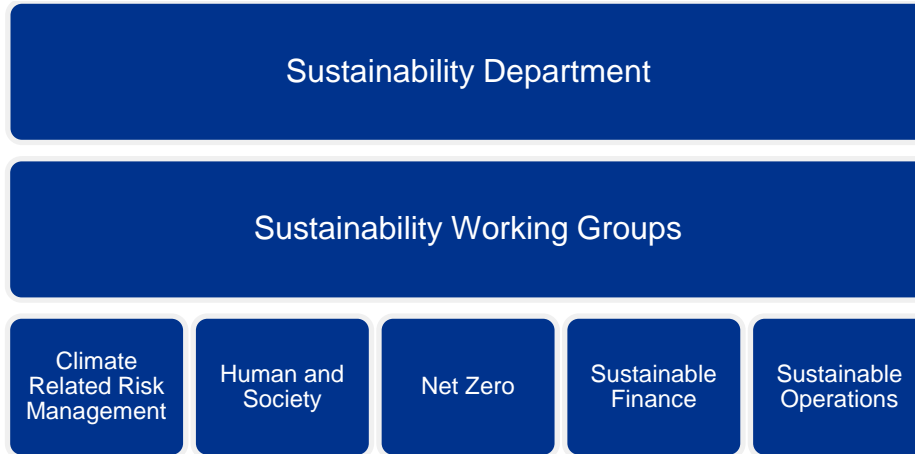 Sustainability Department
Sustainability Working Groups
Climate
Related Risk
Management
Human and
Society
Net Zero
Sustainable
Finance
Sustainable
Operations